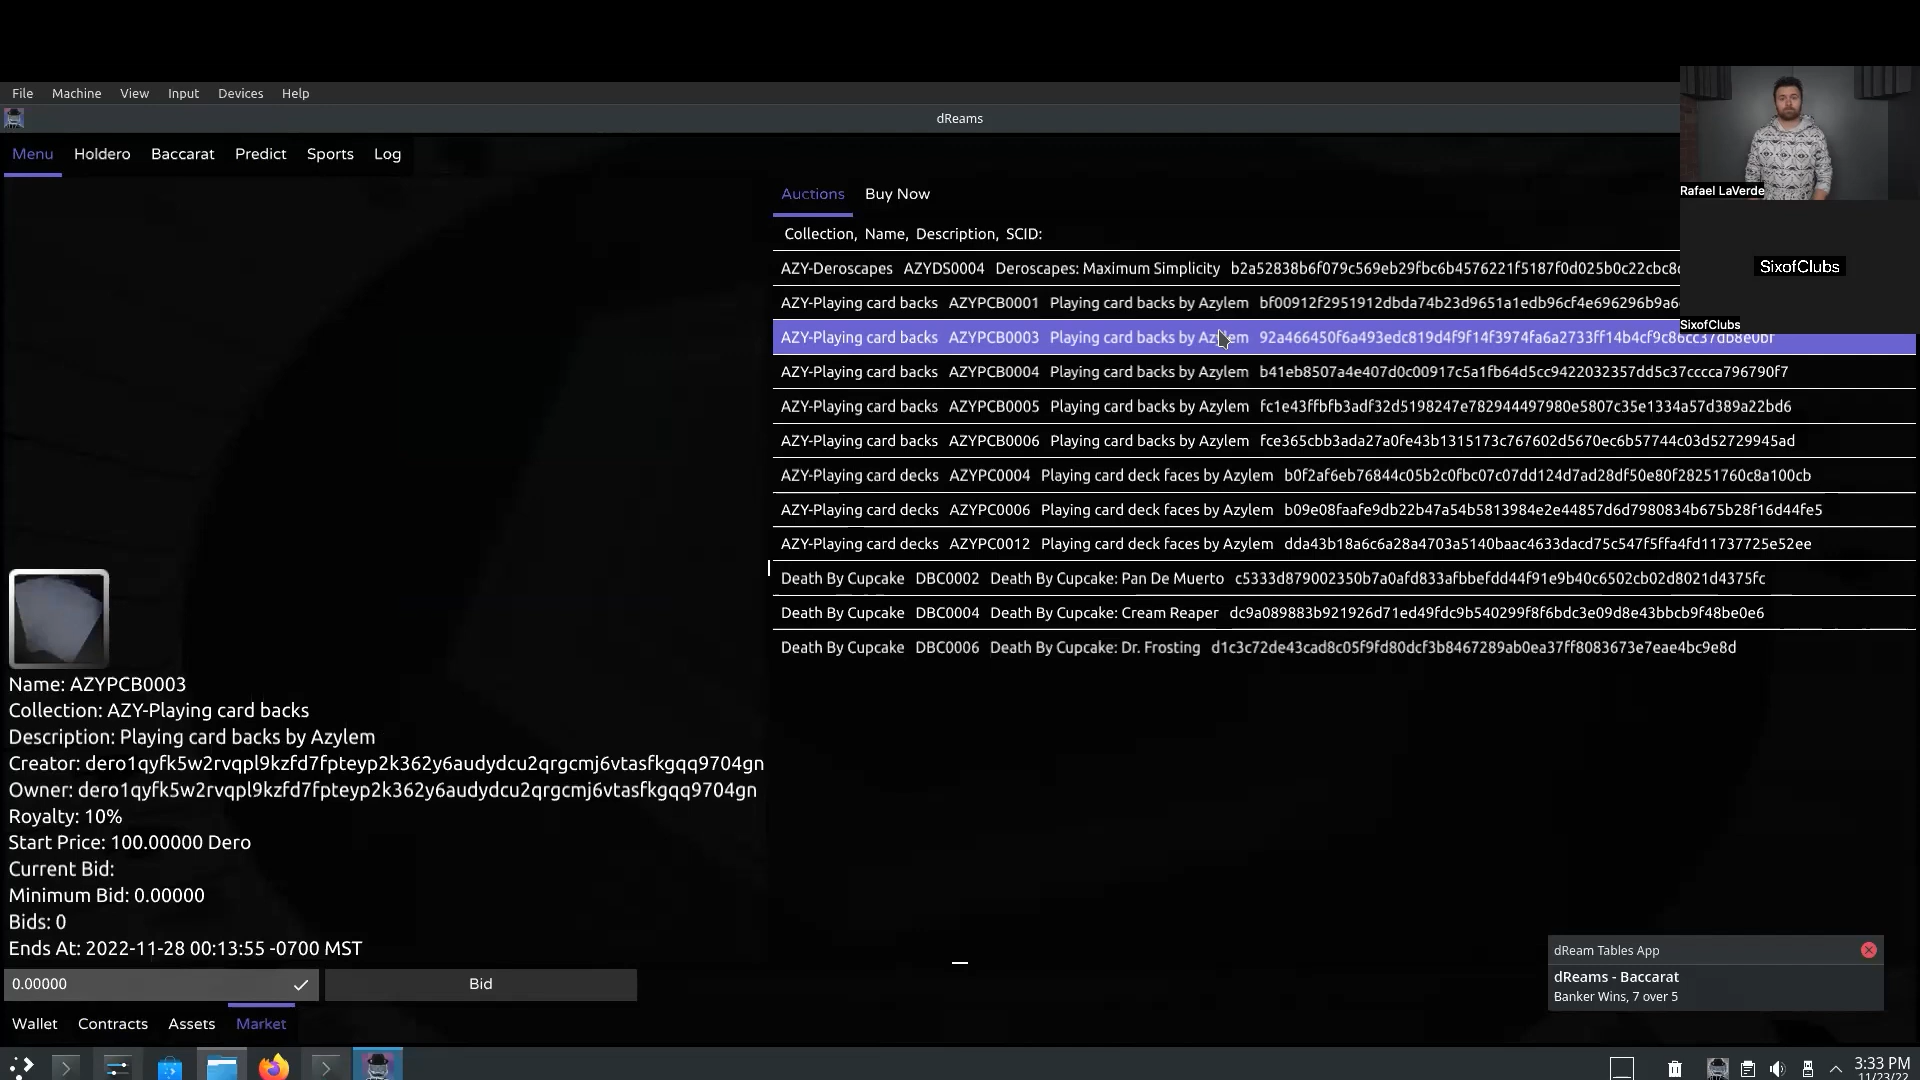 File Machine View Input Devices Help
dReams
Menu Holdero Baccarat Predict Sports Log
Rafael LaVerde
SixofClubs
SixofClubs
Auctions Buy Now
Collection, Name, Description, SCID:
AZY-Deroscapes AZYDS0004 Deroscapes: Maximum Simplicity b2a52838b6f079c569eb29fbc6b4576221f5187f0d025b0c22cbc8
AZY-Playing card backs AZYPCB0001 Playing card backs by Azylem bf00912f2951912dbda74b23d9651a1edb96cf4e696296b9a6
AZY-Playing card backs AZYPCB0003 Playing card backs by Azylem 92a466450f6a493edc819d4f9f14f3974fa6a2733ff14b4cf9c86cc37db8e0bf
AZY-Playing card backs AZYPCB0004 Playing card backs by Azylem b41eb8507a4e407d0c00917c5a1fb64d5cc9422032357dd5c37cccca796790f7
AZY-Playing card backs AZYPCB0005 Playing card backs by Azylem fc1e43ffbfb3adf32d5198247e782944497980e5807c35e1334a57d389a22bd6
AZY-Playing card backs AZYPCB0006 Playing card backs by Azylem fce365cbb3ada27a0fe43b1315173c767602d5670ec6b57744c03d52729945ad
AZY-Playing card decks AZYPC0004 Playing card deck faces by Azylem b0f2af6eb76844c05b2c0fbc07c07dd124d7ad28df50e80f28251760c8a100cb
AZY-Playing card decks AZYPC0006 Playing card deck faces by Azylem b09e08faafe9db22b47a54b5813984e2e44857d6d7980834b675b28f16d44fe5
AZY-Playing card decks AZYPC0012 Playing card deck faces by Azylem dda43b18a6c6a28a4703a5140baac4633dacd75c547f5ffa4fd11737725e52ee
Death By Cupcake DBC0002 Death By Cupcake: Pan De Muerto c5333d879002350b7a0afd833afbbefdd44f91e9b40c6502cb02d8021d4375fc
Death By Cupcake DBC0004 Death By Cupcake: Cream Reaper dc9a089883b921926d71ed49fdc9b540299f8f6bdc3e09d8e43bbcb9f48be0e6
Death By Cupcake DBC0006 Death By Cupcake: Dr. Frosting d1c3c72de43cad8c05f9fd80dcf3b8467289ab0ea37ff8083673e7eae4bc9e8d
Name: AZYPCB0003
Collection: AZY-Playing card backs
Description: Playing card backs by Azylem
Creator: dero1qyfk5w2rvqpl9kzfd7fpteyp2k362y6audydcu2qrgcmj6vtasfkgqq9704gn
Owner: dero1qyfk5w2rvqpl9kzfd7fpteyp2k362y6audydcu2qrgcmj6vtasfkgqq9704gn
Royalty: 10%
Start Price: 100.00000 Dero
Current Bid:
Minimum Bid: 0.00000
Bids: 0
Ends At: 2022-11-28 00:13:55 -0700 MST
0.00000 Bid
Wallet Contracts Assets Market
dReam Tables App
dReams - Baccarat
Banker Wins, 7 over 5
3:33 PM
11/23/22